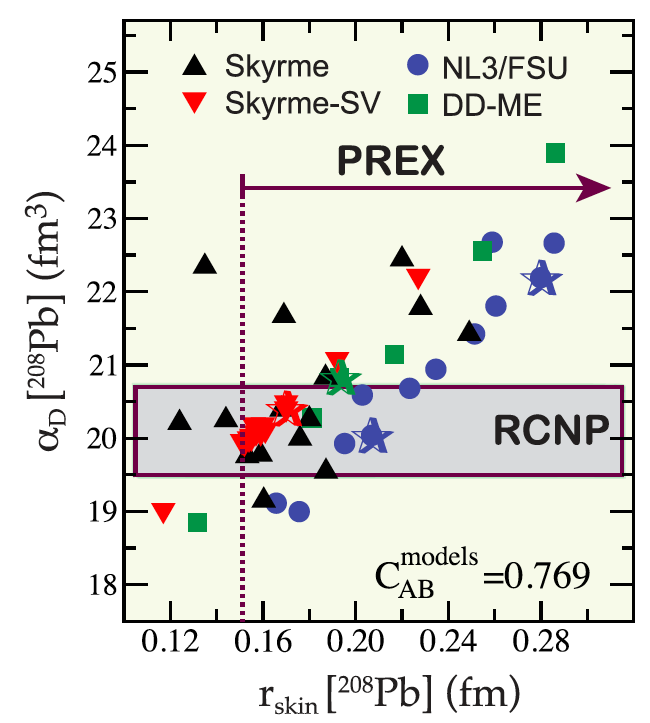 Skyrme
Skyrme-SV
NL3/FSU
DD-ME
PREX
RCNP
C_AB^models=0.769
α_D [²⁰⁸Pb] (fm³)
25
24
23
22
21
20
19
18
0.12 0.16 0.20 0.24 0.28
r_skin [²⁰⁸Pb] (fm)